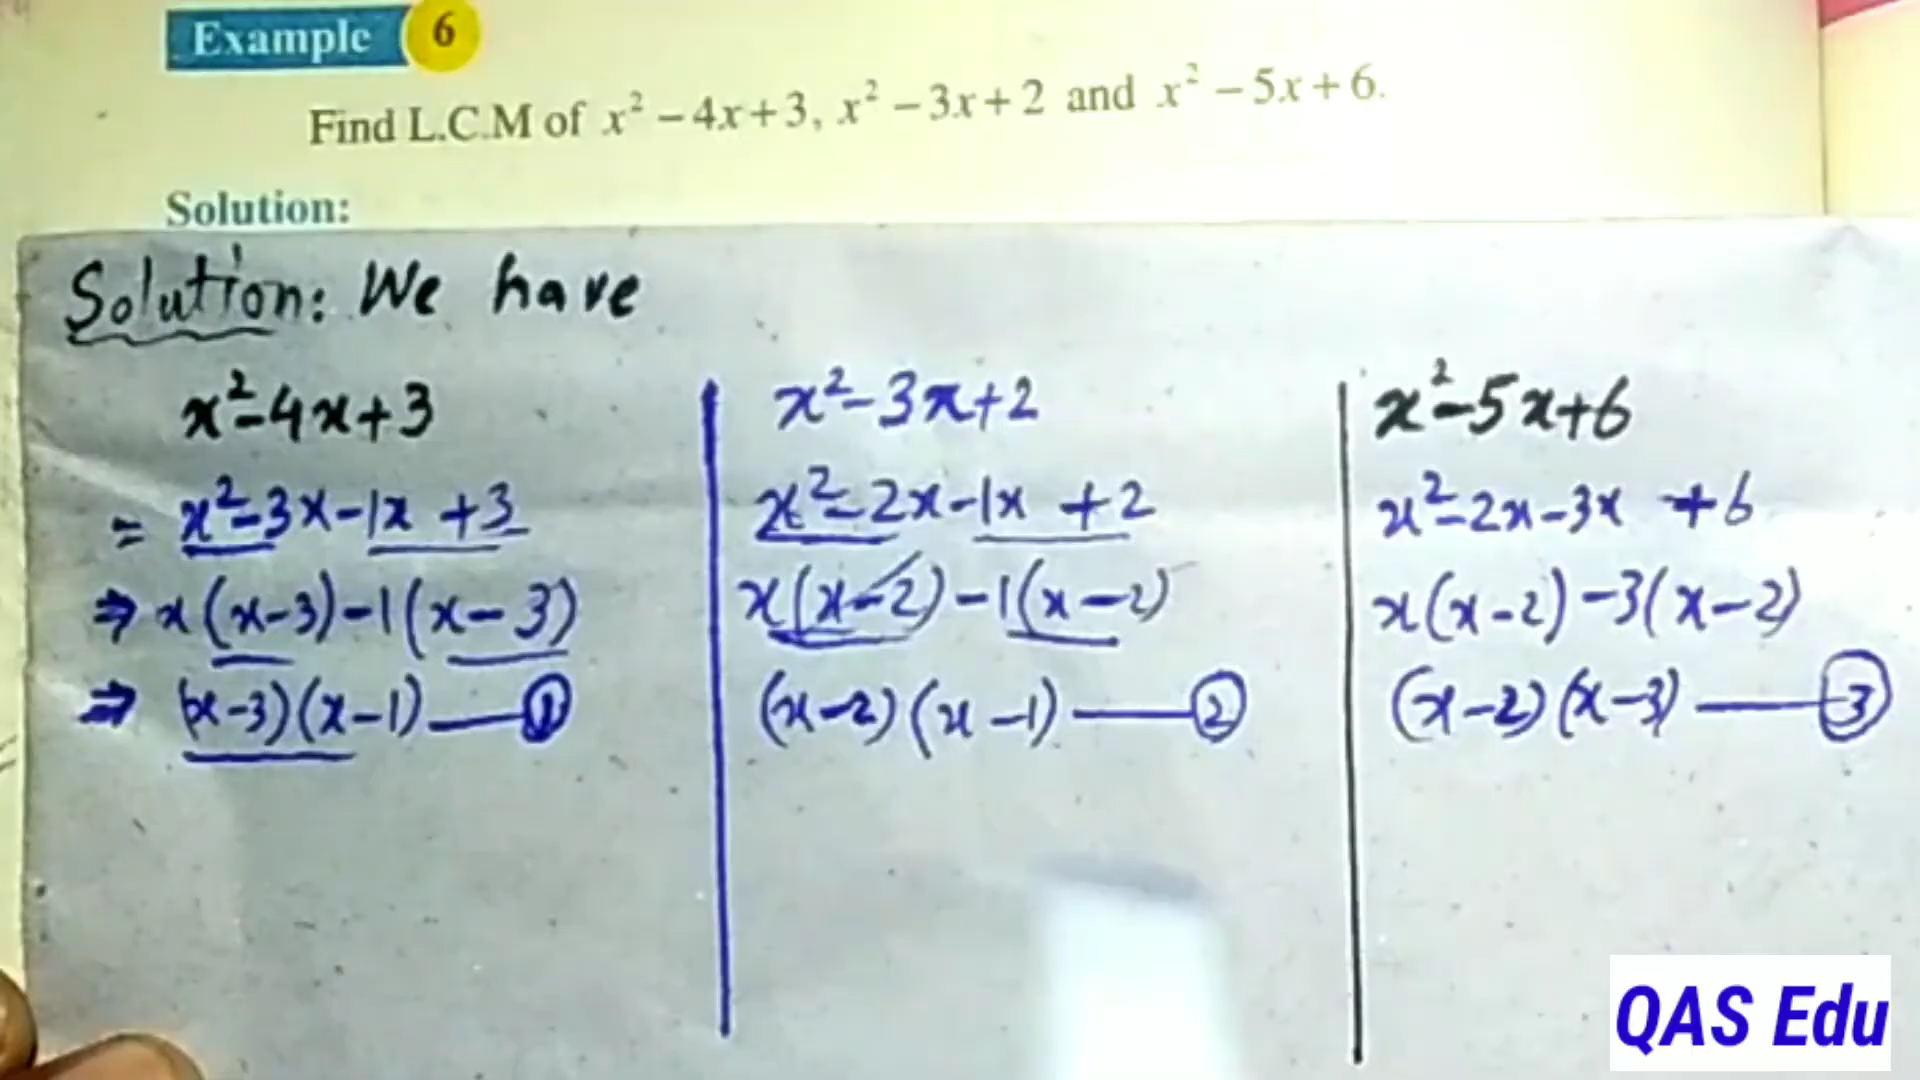 Example 6
Find L.C.M of x² – 4x + 3, x² – 3x + 2 and x² – 5x + 6.
Solution:
Solution: We have
x²-4x+3
= x²-3x-1x +3
⇒ x(x-3)-1(x-3)
⇒ (x-3)(x-1) — ①
x²-3x+2
x²-2x-1x +2
x(x-2)-1(x-2)
(x-2)(x-1) — ②
x²-5x+6
x²-2x-3x +6
x(x-2)-3(x-2)
(x-2)(x-3) — ③
QAS Edu